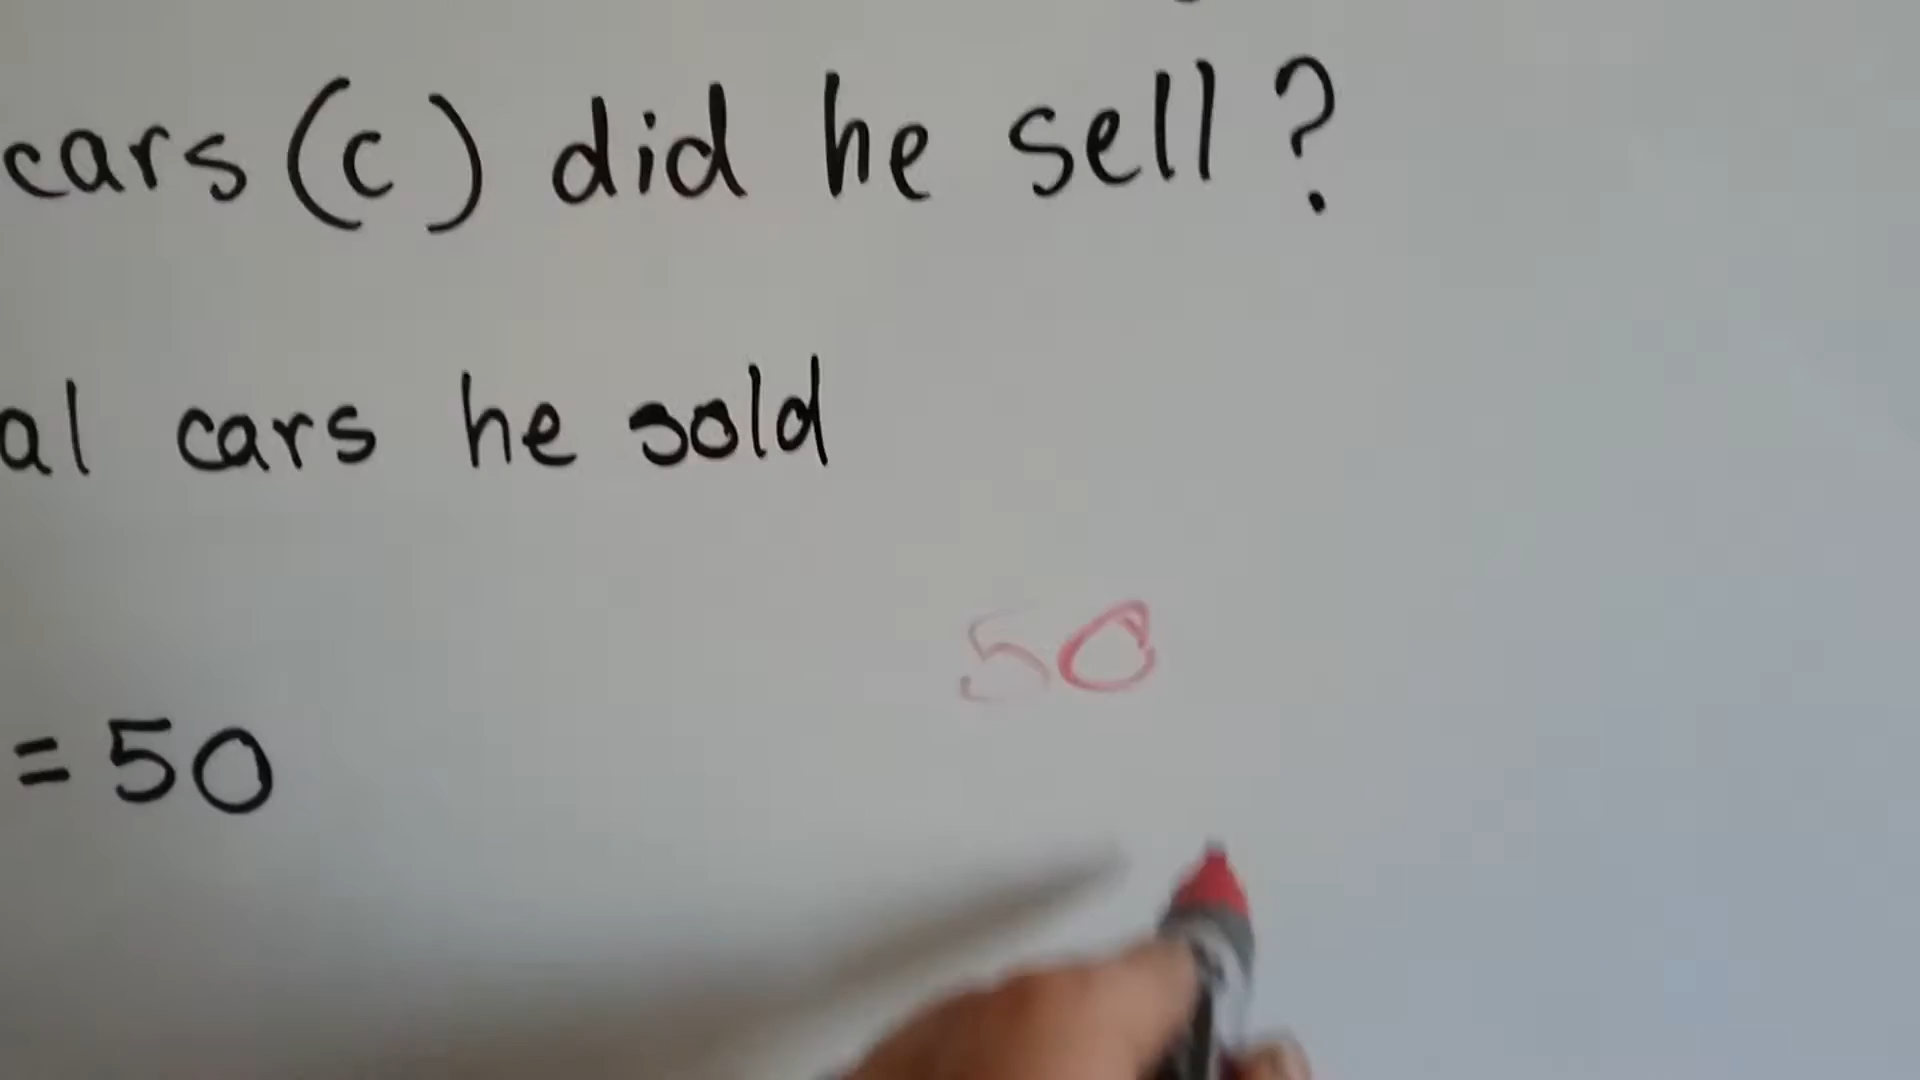 cars (c) did he sell?
al cars he sold
50
= 50